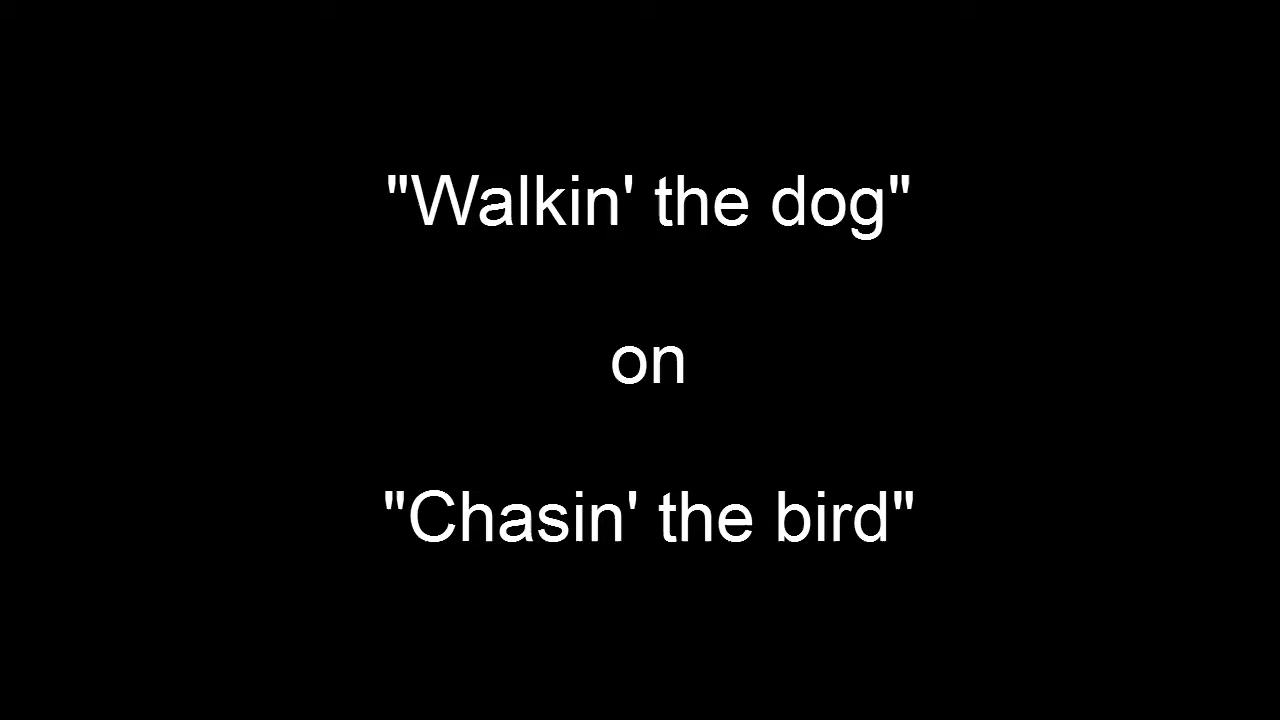 "Walkin' the dog"
on
"Chasin' the bird"